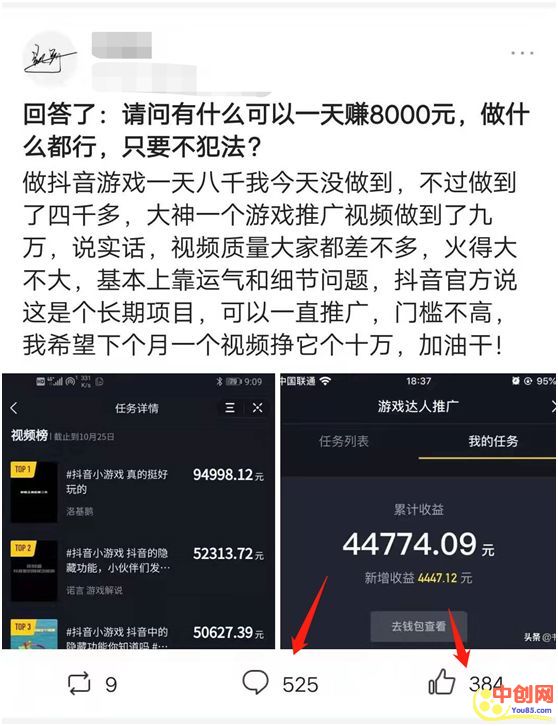 回答了：请问有什么可以一天赚8000元，做什
么都行，只要不犯法？
做抖音游戏一天八千我今天没做到，不过做到
了四千多，大神一个游戏推广视频做到了九
万，说实话，视频质量大家都差不多，火得大
不大，基本上靠运气和细节问题，抖音官方说
这是个长期项目，可以一直推广，门槛不高，
我希望下个月一个视频挣它个十万，加油干！
HD 4G 331 K/s 79 9:09
任务详情
视频榜 | 截止到10月25日
TOP 1
#抖音小游戏 真的挺好
玩的
94998.12 元
洛基鹅
TOP 2
#抖音小游戏 抖音的隐
藏功能，小伙伴们发…
52313.72 元
诺言 游戏解说
TOP 3
#抖音小游戏 抖音中的
隐藏功能你知道吗 #…
50627.39 元
中国联通 18:37 95%
游戏达人推广
任务列表 我的任务
累计收益
44774.09 元
新增收益 4447.12 元
去钱包查看
头条 @
9 525 384
中创网
You85.com